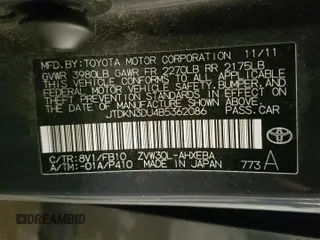 MFD.BY: TOYOTA MOTOR CORPORATION 11/11
GVWR 3980LB GAWR FR 2270LB RR 2175LB
THIS VEHICLE CONFORMS TO ALL APPLICABLE
FEDERAL MOTOR VEHICLE SAFETY, BUMPER, AND
THEFT PREVENTION STANDARDS IN EFFECT ON
THE DATE OF MANUFACTURE SHOWN ABOVE.
JTDKN3DU4B5362086 PASS.CAR
C/TR: 8V1/FB10 ZVW30L-AHXEBA
A/TM: -01A/P410 MADE IN JAPAN 773 A
TOYOTA
DREAMBID